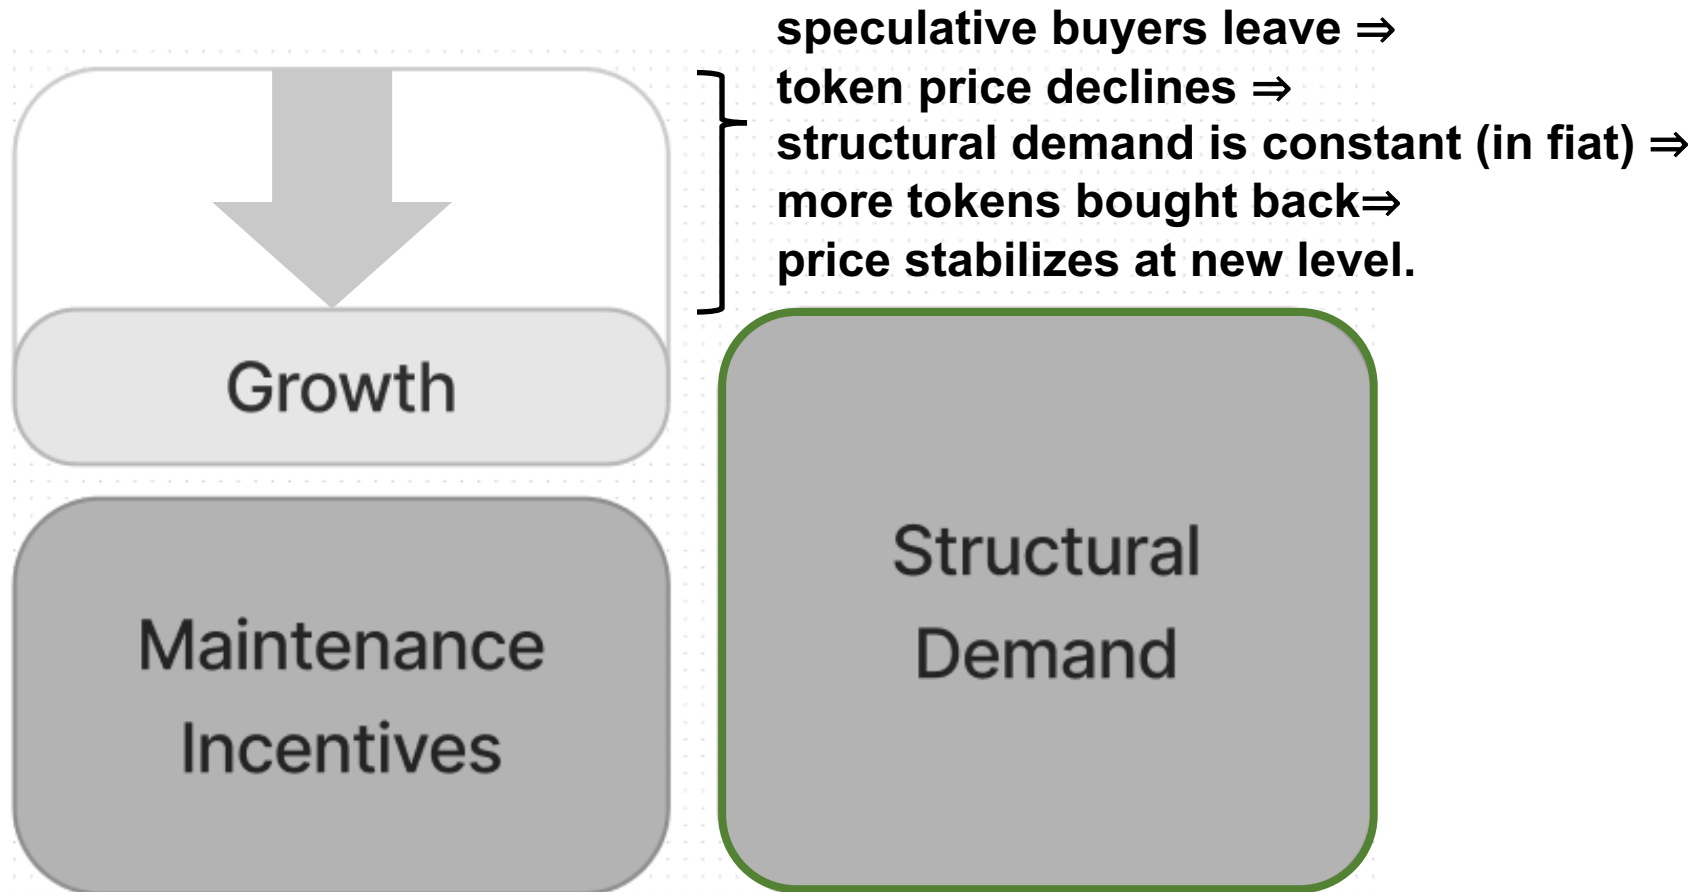 speculative buyers leave ⇒
token price declines ⇒
structural demand is constant (in fiat) ⇒
more tokens bought back⇒
price stabilizes at new level.
Growth
Maintenance
Incentives
Structural
Demand